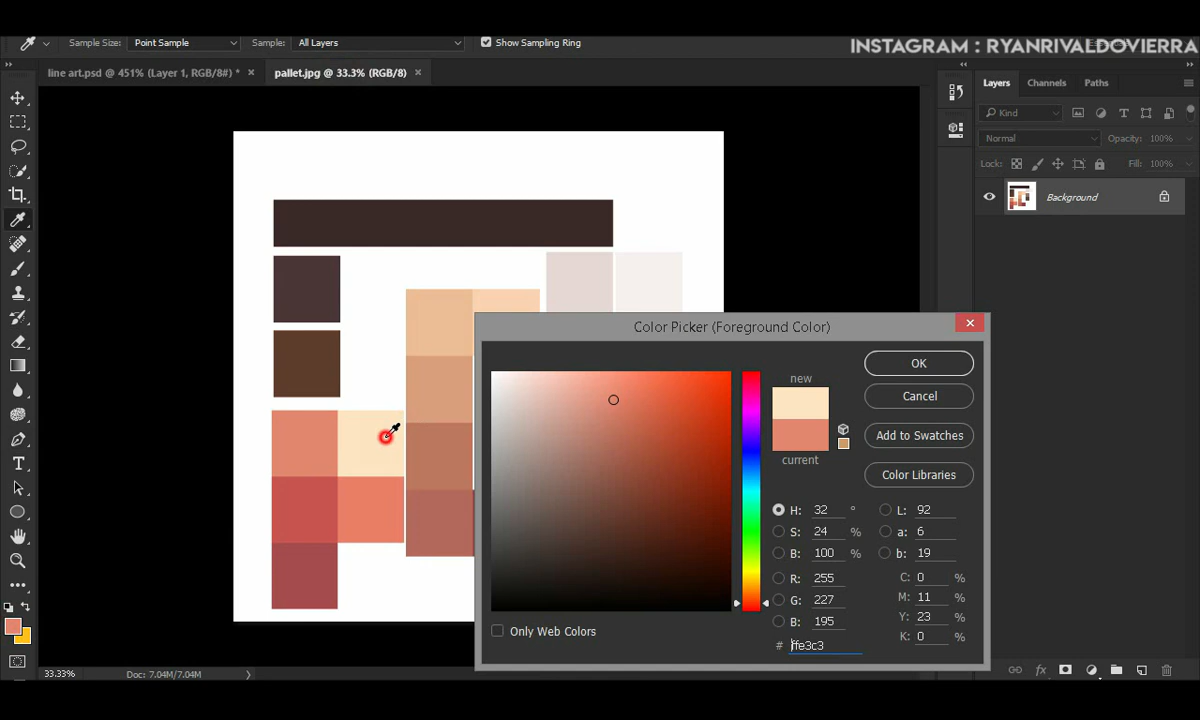 Sample Size: Point Sample Sample: All Layers Show Sampling Ring
INSTAGRAM : RYANRIVALDOVIERRA
line art.psd @ 451% (Layer 1, RGB/8#) * × pallet.jpg @ 33.3% (RGB/8) ×
Layers Channels Paths
Kind
Normal Opacity: 100%
Lock: Fill: 100%
Background
Color Picker (Foreground Color)
new
current
OK
Cancel
Add to Swatches
Color Libraries
H: 32 ° L: 92
S: 24 % a: 6
B: 100 % b: 19
R: 255 C: 0 %
G: 227 M: 11 %
B: 195 Y: 23 %
# ffe3c3 K: 0 %
Only Web Colors
33.33% Doc: 7.04M/7.04M